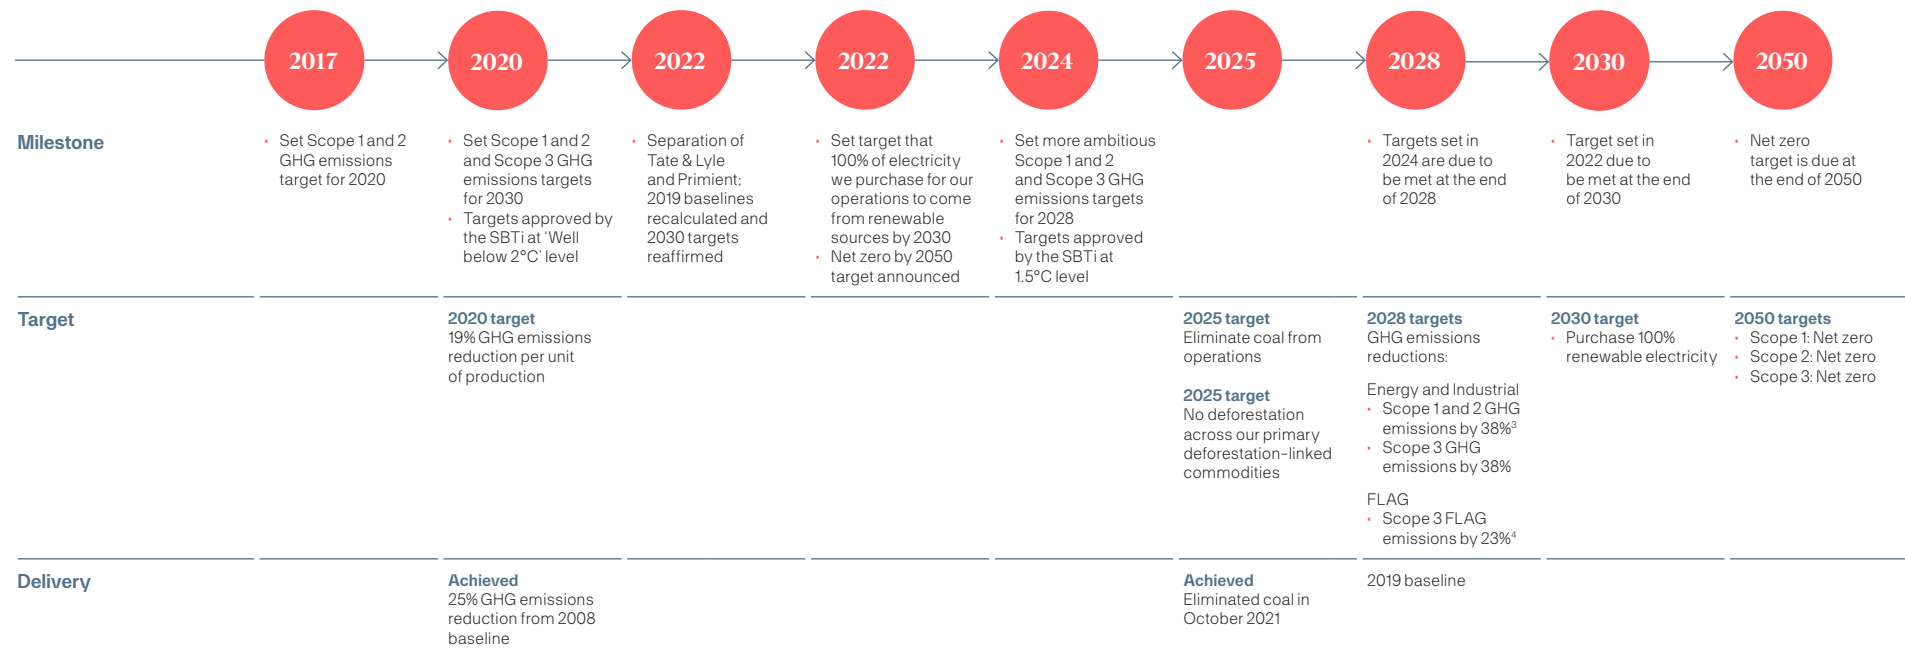 2017
2020
2022
2022
2024
2025
2028
2030
2050
Milestone
• Set Scope 1 and 2
GHG emissions
target for 2020
• Set Scope 1 and 2
and Scope 3 GHG
emissions targets
for 2030
• Targets approved by
the SBTi at ‘Well
below 2°C’ level
• Separation of
Tate & Lyle
and Primient;
2019 baselines
recalculated and
2030 targets
reaffirmed
• Set target that
100% of electricity
we purchase for our
operations to come
from renewable
sources by 2030
• Net zero by 2050
target announced
• Set more ambitious
Scope 1 and 2
and Scope 3 GHG
emissions targets
for 2028
• Targets approved
by the SBTi at
1.5°C level
• Targets set in
2024 are due to
be met at the end
of 2028
• Target set in
2022 due to
be met at the end
of 2030
• Net zero
target is due at
the end of 2050
Target
2020 target
19% GHG emissions
reduction per unit
of production
2025 target
Eliminate coal from
operations
2025 target
No deforestation
across our primary
deforestation-linked
commodities
2028 targets
GHG emissions
reductions:
Energy and Industrial
• Scope 1 and 2 GHG
emissions by 38%³
• Scope 3 GHG
emissions by 38%
FLAG
• Scope 3 FLAG
emissions by 23%⁴
2030 target
• Purchase 100%
renewable electricity
2050 targets
• Scope 1: Net zero
• Scope 2: Net zero
• Scope 3: Net zero
Delivery
Achieved
25% GHG emissions
reduction from 2008
baseline
Achieved
Eliminated coal in
October 2021
2019 baseline